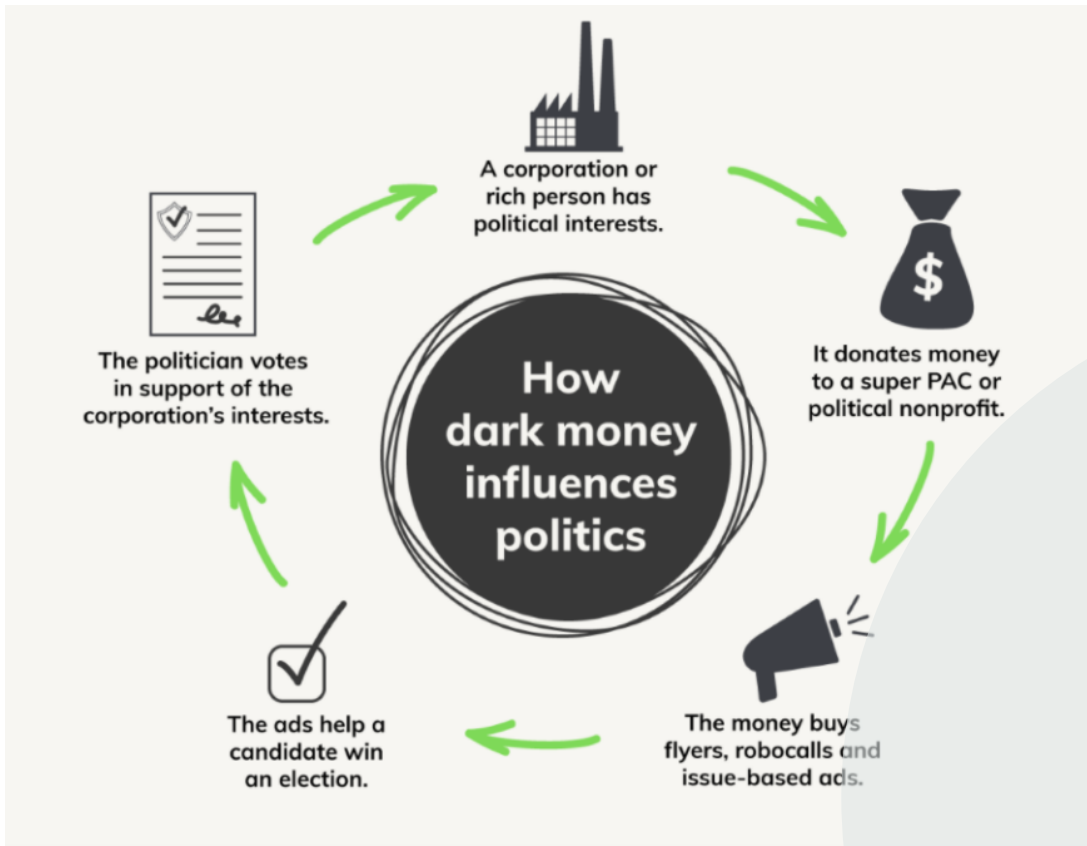 A corporation or
rich person has
political interests.
$
It donates money
to a super PAC or
political nonprofit.
The money buys
flyers, robocalls and
issue-based ads.
The ads help a
candidate win
an election.
The politician votes
in support of the
corporation's interests.
How
dark money
influences
politics